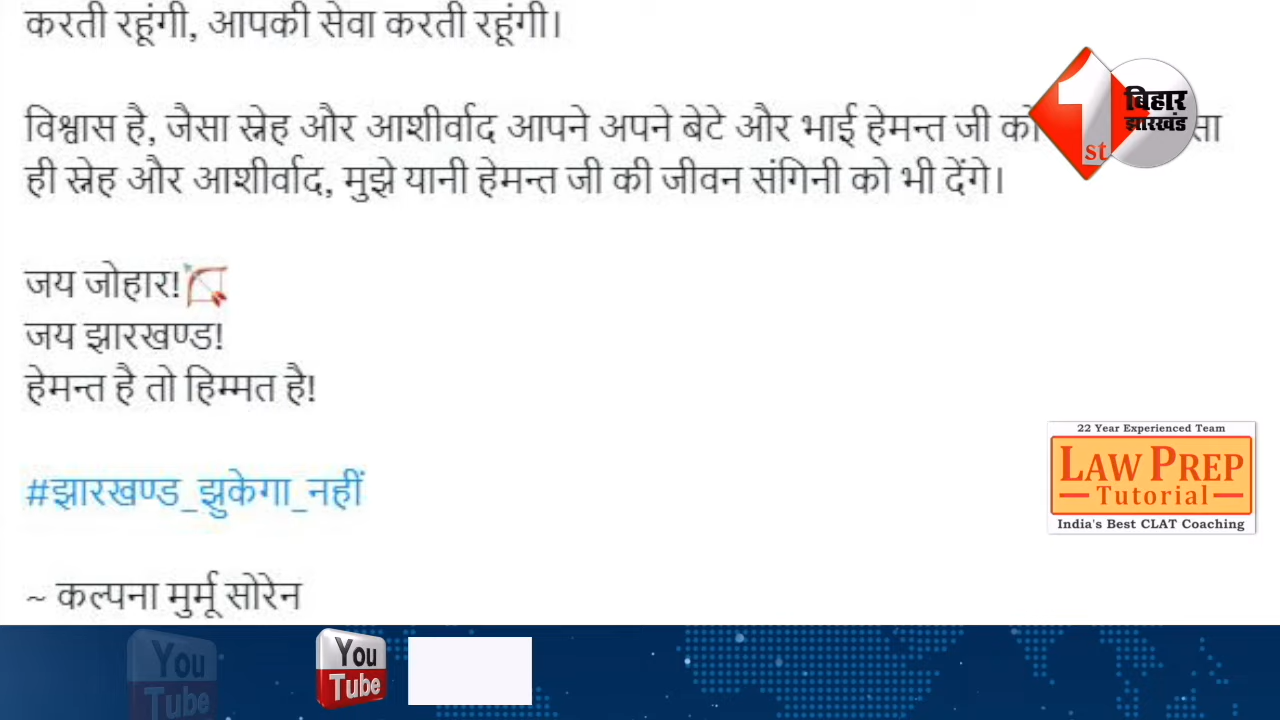 करती रहूंगी, आपकी सेवा करती रहूंगी।
1st बिहार झारखंड
विश्वास है, जैसा स्नेह और आशीर्वाद आपने अपने बेटे और भाई हेमन्त जी को सा
ही स्नेह और आशीर्वाद, मुझे यानी हेमन्त जी की जीवन संगिनी को भी देंगे।
जय जोहार!🏹
जय झारखण्ड!
हेमन्त है तो हिम्मत है!
22 Year Experienced Team
LAW PREP
Tutorial
India's Best CLAT Coaching
#झारखण्ड_झुकेगा_नहीं
~ कल्पना मुर्मू सोरेन
You Tube
You Tube